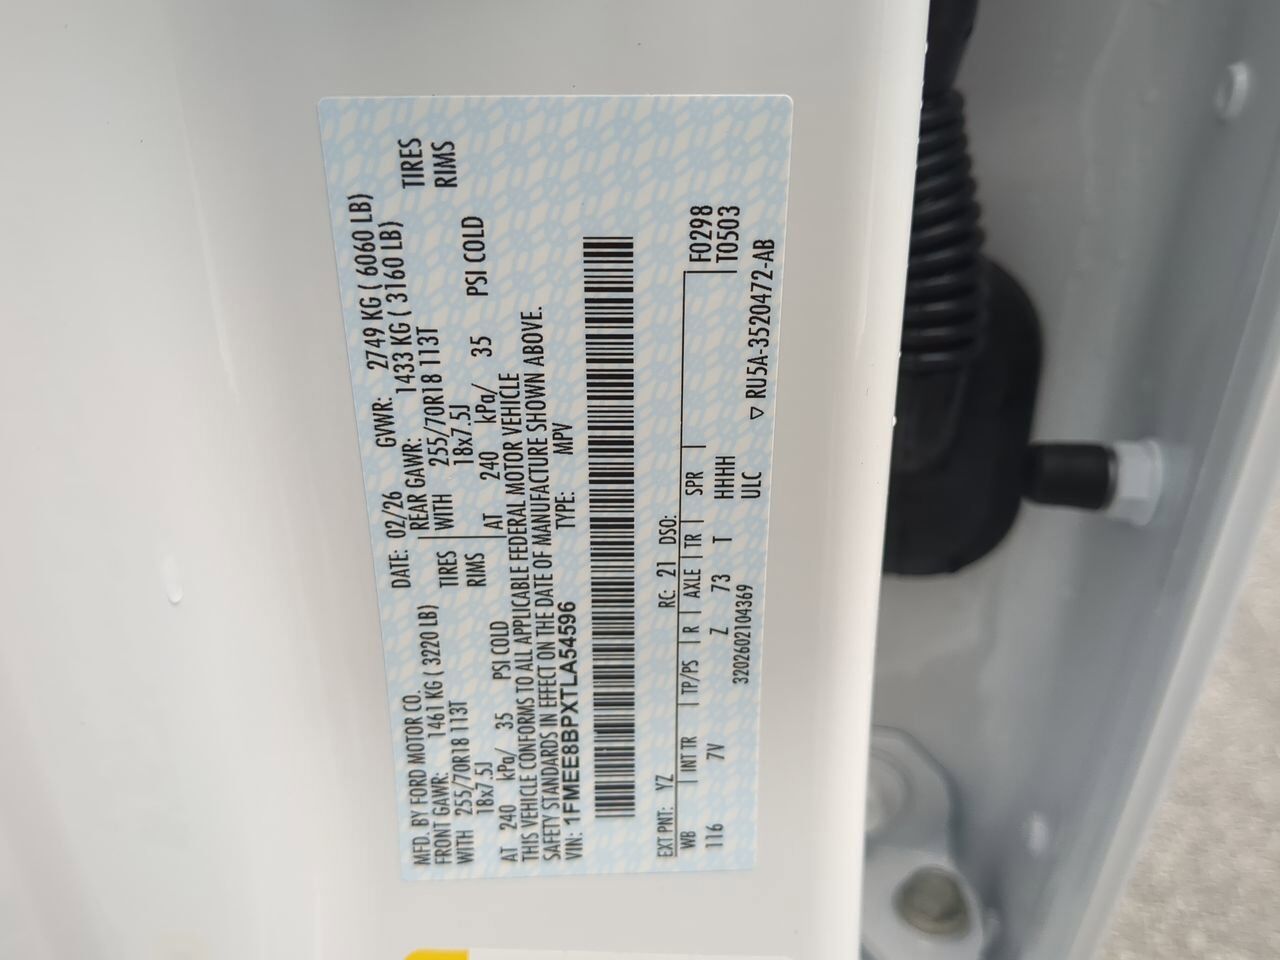 MFD. BY FORD MOTOR CO. DATE: 02/26 GVWR: 2749 KG ( 6060 LB)
FRONT GAWR: 1461 KG ( 3220 LB) REAR GAWR: 1433 KG ( 3160 LB)
WITH 255/70R18 113T TIRES WITH 255/70R18 113T TIRES
18x7.5J RIMS 18x7.5J RIMS
AT 240 kPa/ 35 PSI COLD AT 240 kPa/ 35 PSI COLD
THIS VEHICLE CONFORMS TO ALL APPLICABLE FEDERAL MOTOR VEHICLE
SAFETY STANDARDS IN EFFECT ON THE DATE OF MANUFACTURE SHOWN ABOVE.
VIN: 1FMEE8BPXTLA54596 TYPE: MPV
EXT PNT: YZ RC: 21 DSO: F0298
WB INT TR TP/PS R AXLE TR SPR T0503
116 7V Z 73 T HHHH
3202602104369 ULC ▽ RU5A-3520472-AB